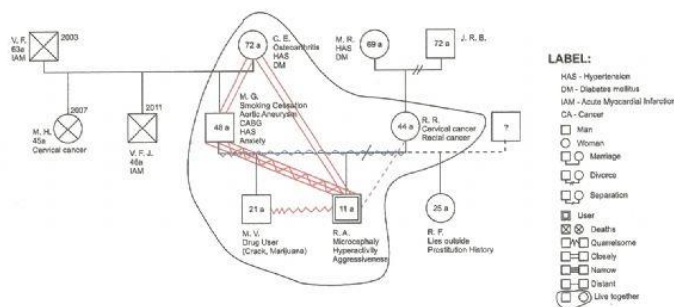 V. F.
63a
IAM
2003
C. E.
Osteoarthritis
HAS
DM
72 a
M. R.
HAS
DM
69 a
J. R. B.
72 a
M. G.
Smoking Cessation
Aortic Aneurysm
CABG
HAS
Anxiety
48 a
2007
M. H.
45a
Cervical cancer
2011
V. F. J.
46a
IAM
R. R.
Cervical cancer
Rectal cancer
44 a
?
21 a
M. V.
Drug User
(Crack, Marijuana)
11 a
R. A.
Microcephaly
Hyperactivity
Aggressiveness
25 a
R. F.
Lies outside
Prostitution History
LABEL:
HAS - Hypertension
DM - Diabetes mellitus
IAM - Acute Myocardial Infarction
CA - Cancer
Man
Women
Marriage
Divorce
Separation
User
Deaths
Quarrelsome
Closely
Narrow
Distant
Live together